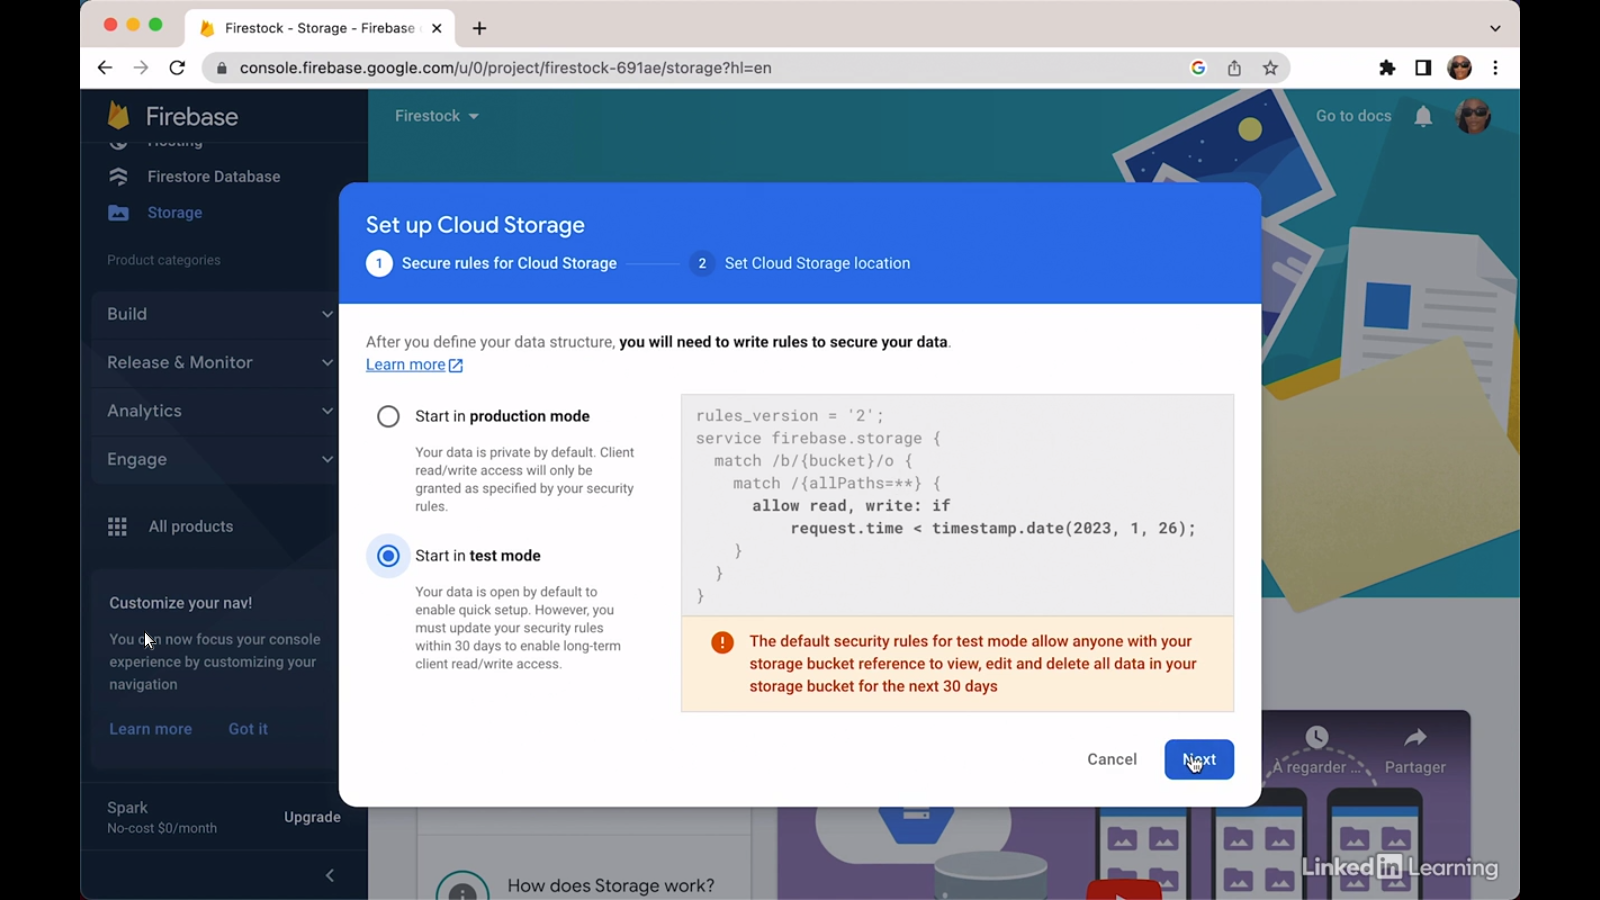 Firestock - Storage - Firebase
console.firebase.google.com/u/0/project/firestock-691ae/storage?hl=en
Firebase
Firestock
Go to docs
Hosting
Firestore Database
Storage
Product categories
Build
Release & Monitor
Analytics
Engage
All products
Customize your nav!
You can now focus your console
experience by customizing your
navigation
Learn more
Got it
Spark
No-cost $0/month
Upgrade
Set up Cloud Storage
1 Secure rules for Cloud Storage
2 Set Cloud Storage location
After you define your data structure, you will need to write rules to secure your data.
Learn more
Start in production mode
Your data is private by default. Client
read/write access will only be
granted as specified by your security
rules.
Start in test mode
Your data is open by default to
enable quick setup. However, you
must update your security rules
within 30 days to enable long-term
client read/write access.
rules_version = '2';
service firebase.storage {
match /b/{bucket}/o {
match /{allPaths=**} {
allow read, write: if
request.time < timestamp.date(2023, 1, 26);
}
}
}
The default security rules for test mode allow anyone with your
storage bucket reference to view, edit and delete all data in your
storage bucket for the next 30 days
Cancel
Next
À regarder ...
Partager
How does Storage work?
LinkedIn Learning